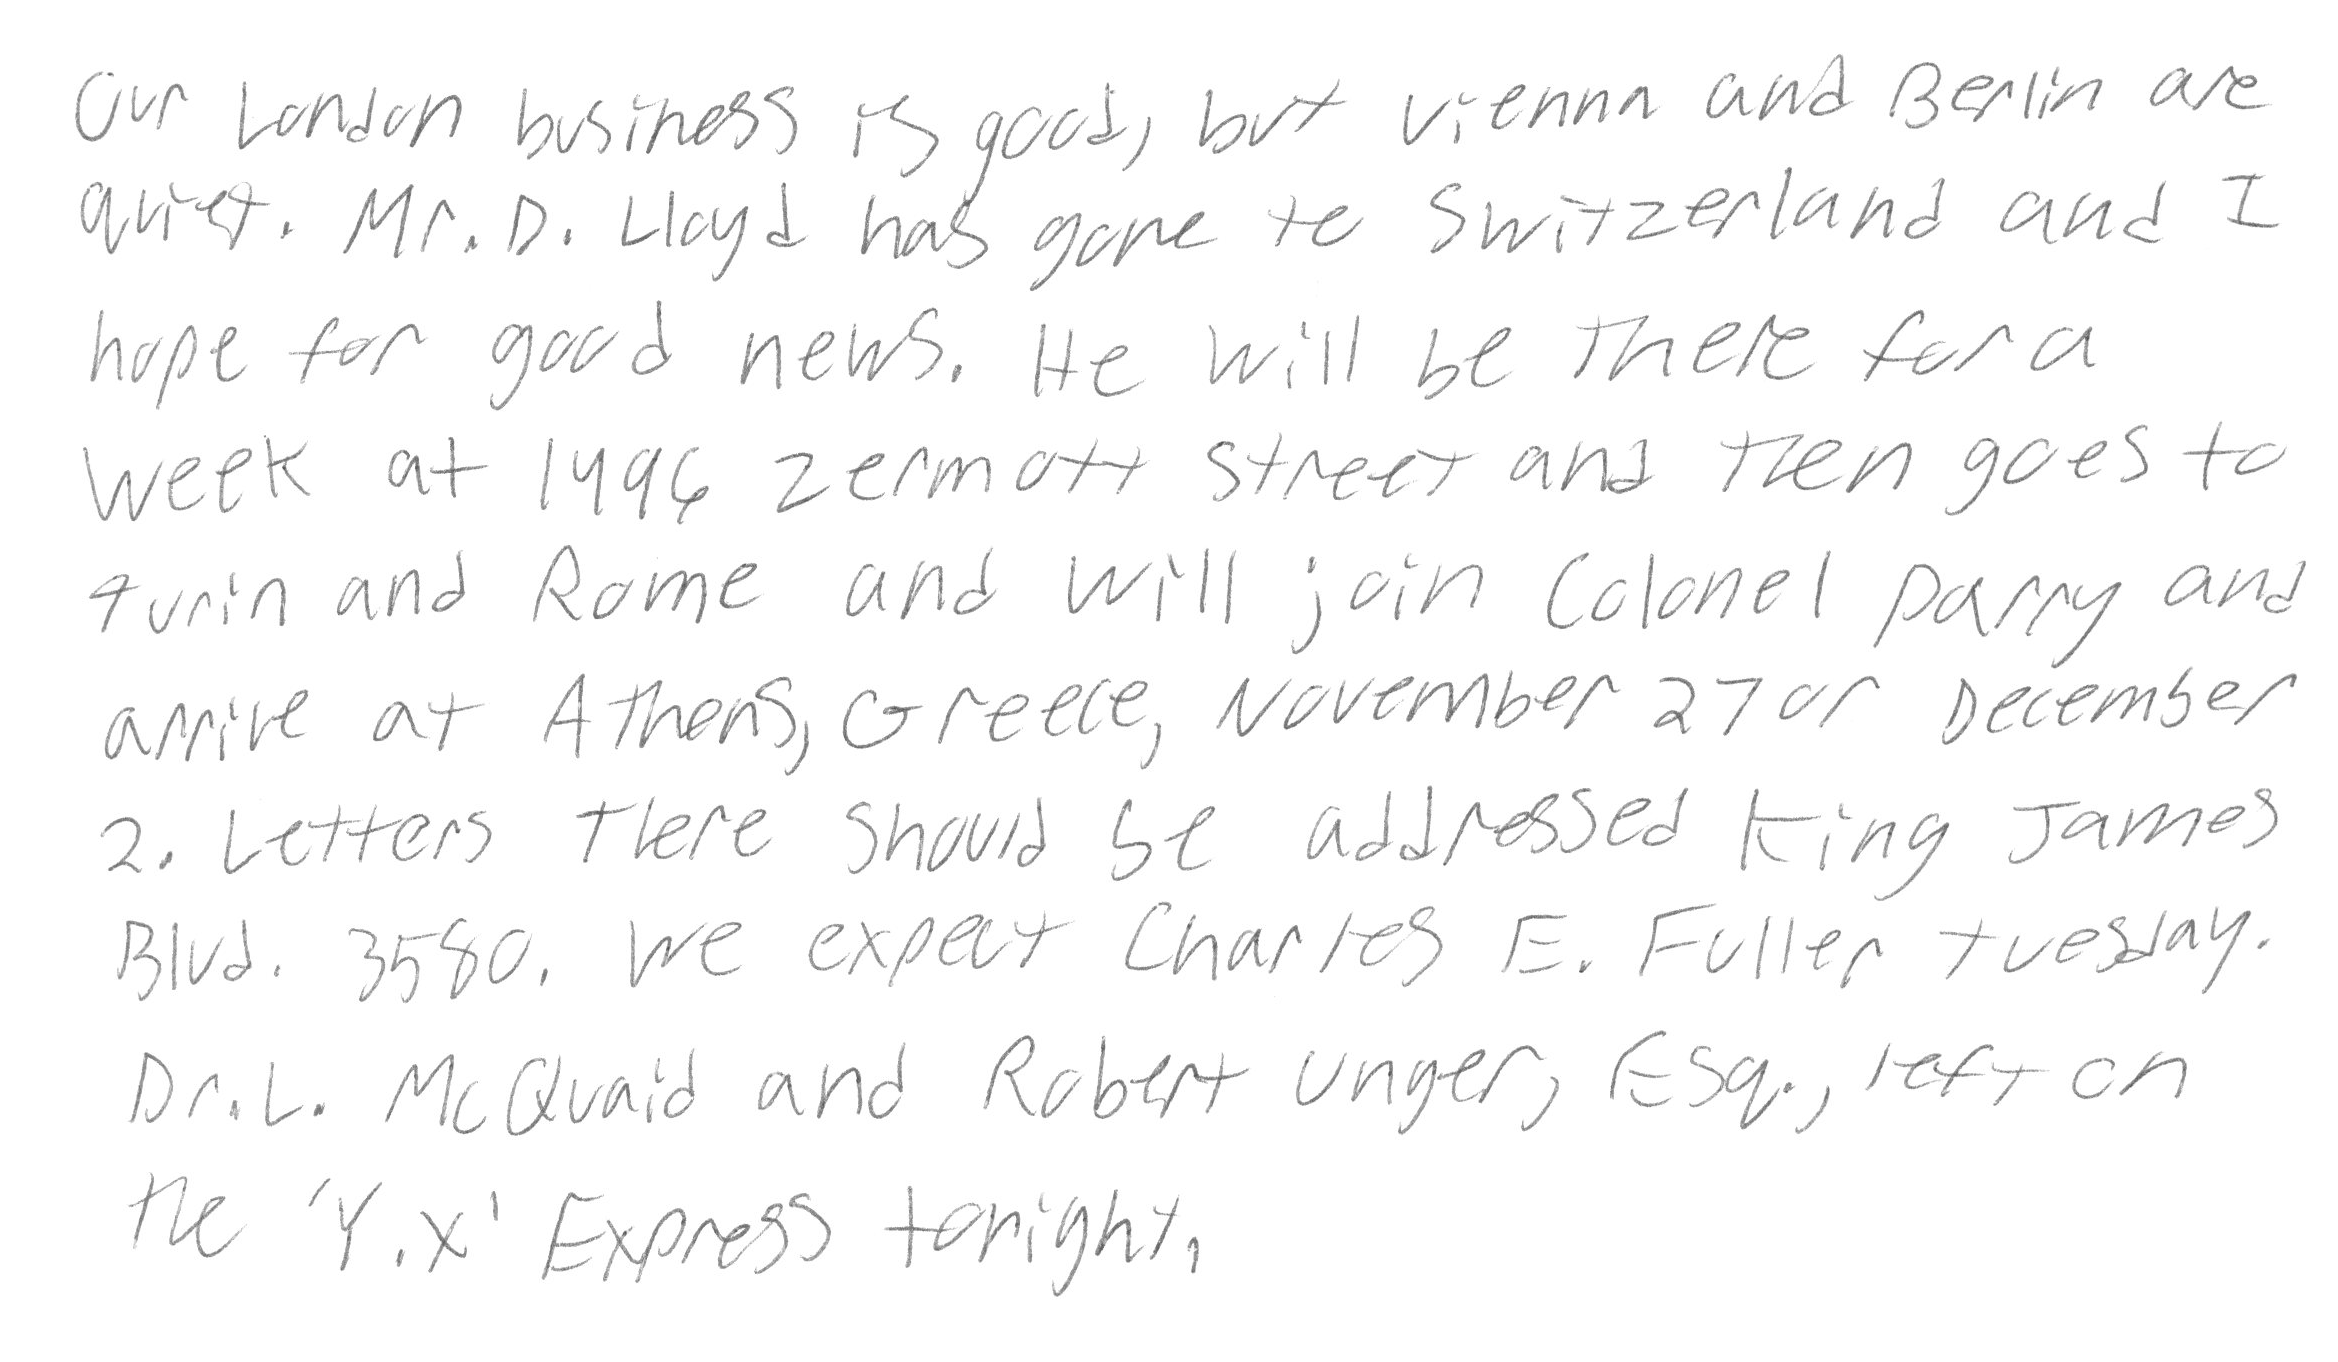 Our London business is good, but Vienna and Berlin are
quiet. Mr. D. Lloyd has gone to Switzerland and I
hope for good news. He will be there for a
week at 1496 Zermott street and then goes to
turin and Rome and will join Colonel Parry and
arrive at Athens, Greece, November 27 or December
2. Letters there should be addressed King James
Blvd. 3580. We expect Charles E. Fuller tuesday.
Dr. L. McQuaid and Robert Unger, Esq., left on
the 'Y.X' Express tonight.